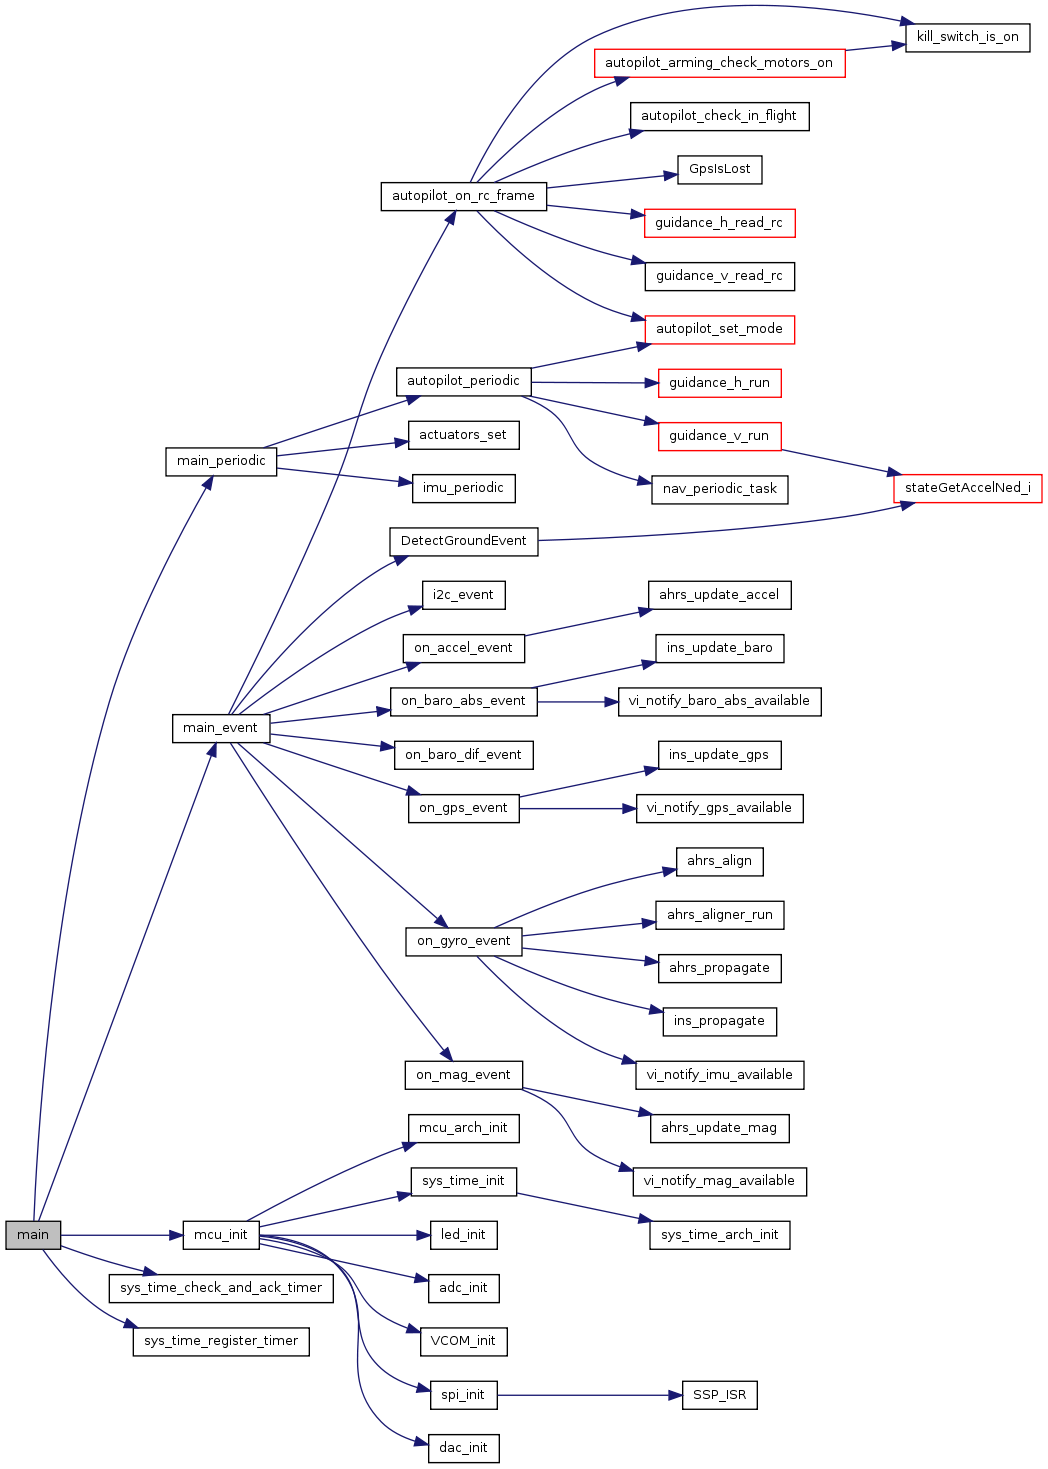 kill_switch_is_on
autopilot_arming_check_motors_on
autopilot_check_in_flight
GpsIsLost
autopilot_on_rc_frame
guidance_h_read_rc
guidance_v_read_rc
autopilot_set_mode
autopilot_periodic
guidance_h_run
actuators_set
guidance_v_run
main_periodic
imu_periodic
nav_periodic_task
stateGetAccelNed_i
DetectGroundEvent
i2c_event
ahrs_update_accel
on_accel_event
ins_update_baro
on_baro_abs_event
vi_notify_baro_abs_available
main_event
on_baro_dif_event
ins_update_gps
on_gps_event
vi_notify_gps_available
ahrs_align
ahrs_aligner_run
on_gyro_event
ahrs_propagate
ins_propagate
on_mag_event
vi_notify_imu_available
mcu_arch_init
ahrs_update_mag
sys_time_init
vi_notify_mag_available
main
mcu_init
led_init
sys_time_arch_init
sys_time_check_and_ack_timer
adc_init
sys_time_register_timer
VCOM_init
spi_init
SSP_ISR
dac_init